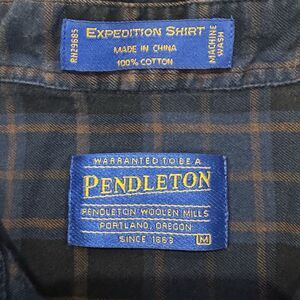 RN29685
EXPEDITION SHIRT
MADE IN CHINA
100% COTTON
MACHINE
WASH
WARRANTED TO BE A
PENDLETON
PENDLETON WOOLEN MILLS
PORTLAND, OREGON
SINCE 1863
M